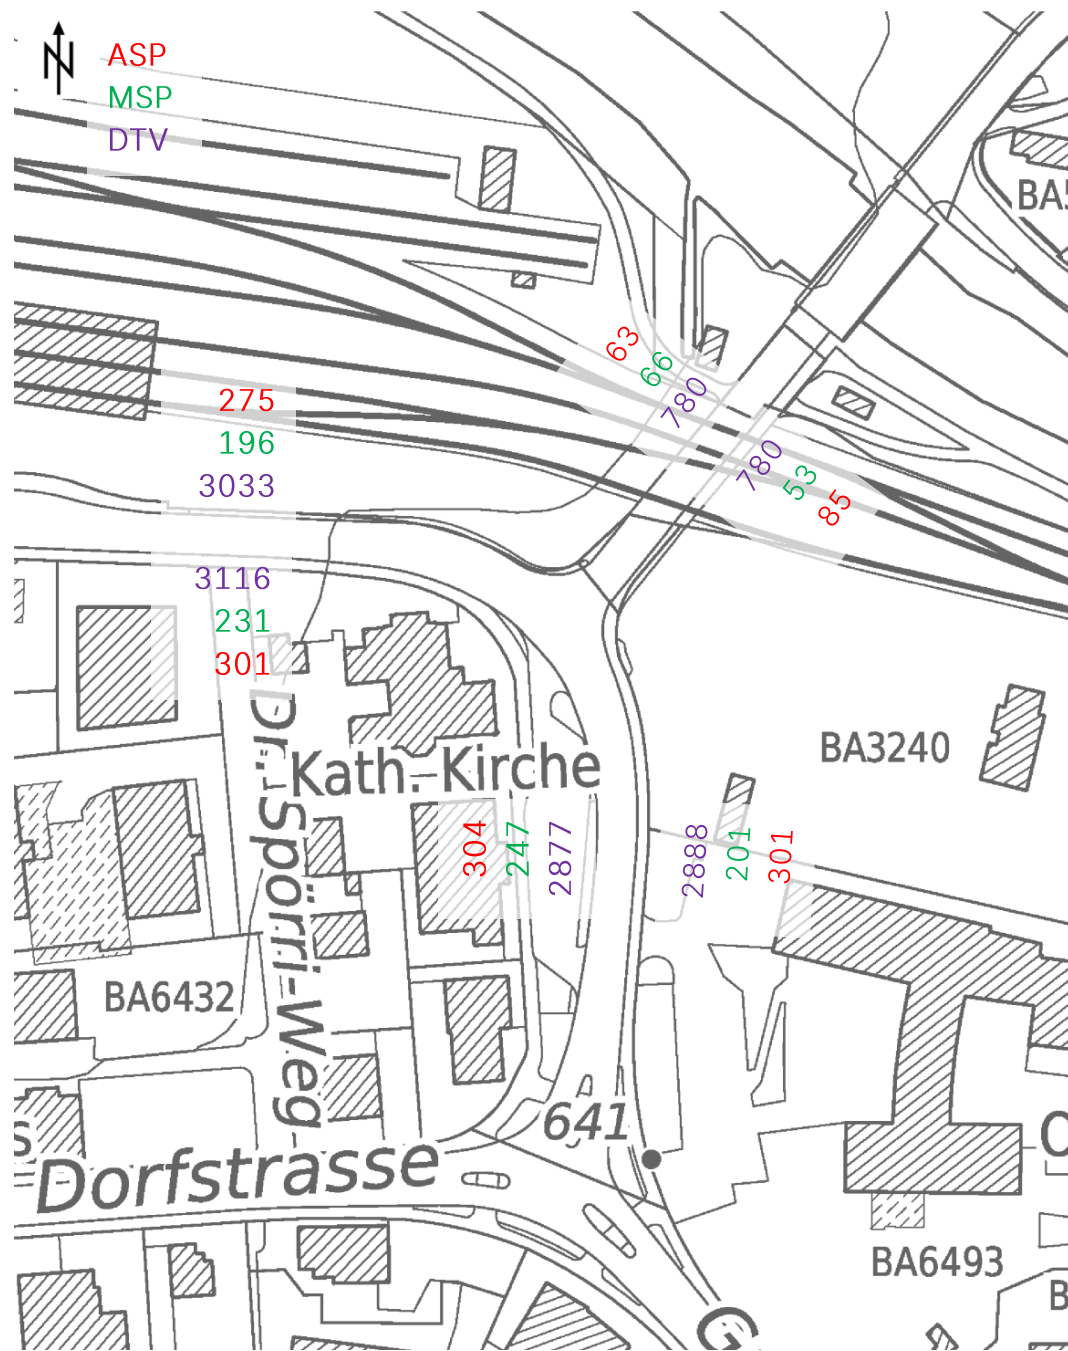 N
ASP
MSP
DTV
BA5
63
66
780
780
53
85
275
196
3033
3116
231
301
Dr. Spörri-Weg
Kath. Kirche
BA3240
304
247
2877
2888
201
301
BA6432
641
s
Dorfstrasse
O
BA6493
B
G